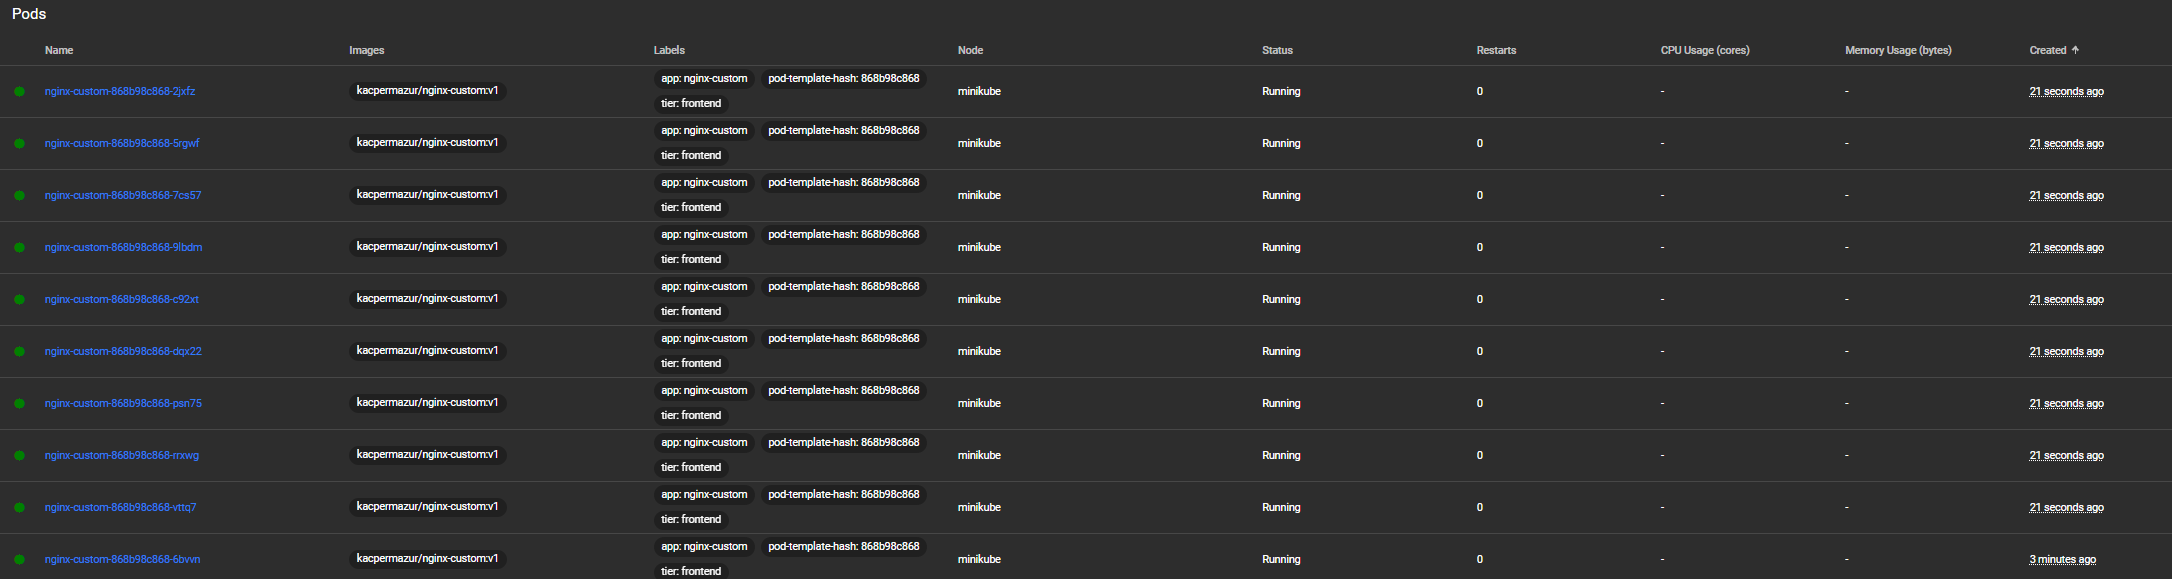 Pods
Name Images Labels Node Status Restarts CPU Usage (cores) Memory Usage (bytes) Created ↑
nginx-custom-868b98c868-2jxfz kacpermazur/nginx-custom:v1 app: nginx-custom pod-template-hash: 868b98c868 minikube Running 0 - - 21 seconds ago
tier: frontend
nginx-custom-868b98c868-5rgwf kacpermazur/nginx-custom:v1 app: nginx-custom pod-template-hash: 868b98c868 minikube Running 0 - - 21 seconds ago
tier: frontend
nginx-custom-868b98c868-7cs57 kacpermazur/nginx-custom:v1 app: nginx-custom pod-template-hash: 868b98c868 minikube Running 0 - - 21 seconds ago
tier: frontend
nginx-custom-868b98c868-9lbdm kacpermazur/nginx-custom:v1 app: nginx-custom pod-template-hash: 868b98c868 minikube Running 0 - - 21 seconds ago
tier: frontend
nginx-custom-868b98c868-c92xt kacpermazur/nginx-custom:v1 app: nginx-custom pod-template-hash: 868b98c868 minikube Running 0 - - 21 seconds ago
tier: frontend
nginx-custom-868b98c868-dqx22 kacpermazur/nginx-custom:v1 app: nginx-custom pod-template-hash: 868b98c868 minikube Running 0 - - 21 seconds ago
tier: frontend
nginx-custom-868b98c868-psn75 kacpermazur/nginx-custom:v1 app: nginx-custom pod-template-hash: 868b98c868 minikube Running 0 - - 21 seconds ago
tier: frontend
nginx-custom-868b98c868-rrxwg kacpermazur/nginx-custom:v1 app: nginx-custom pod-template-hash: 868b98c868 minikube Running 0 - - 21 seconds ago
tier: frontend
nginx-custom-868b98c868-vttq7 kacpermazur/nginx-custom:v1 app: nginx-custom pod-template-hash: 868b98c868 minikube Running 0 - - 21 seconds ago
tier: frontend
nginx-custom-868b98c868-6bvvn kacpermazur/nginx-custom:v1 app: nginx-custom pod-template-hash: 868b98c868 minikube Running 0 - - 3 minutes ago
tier: frontend